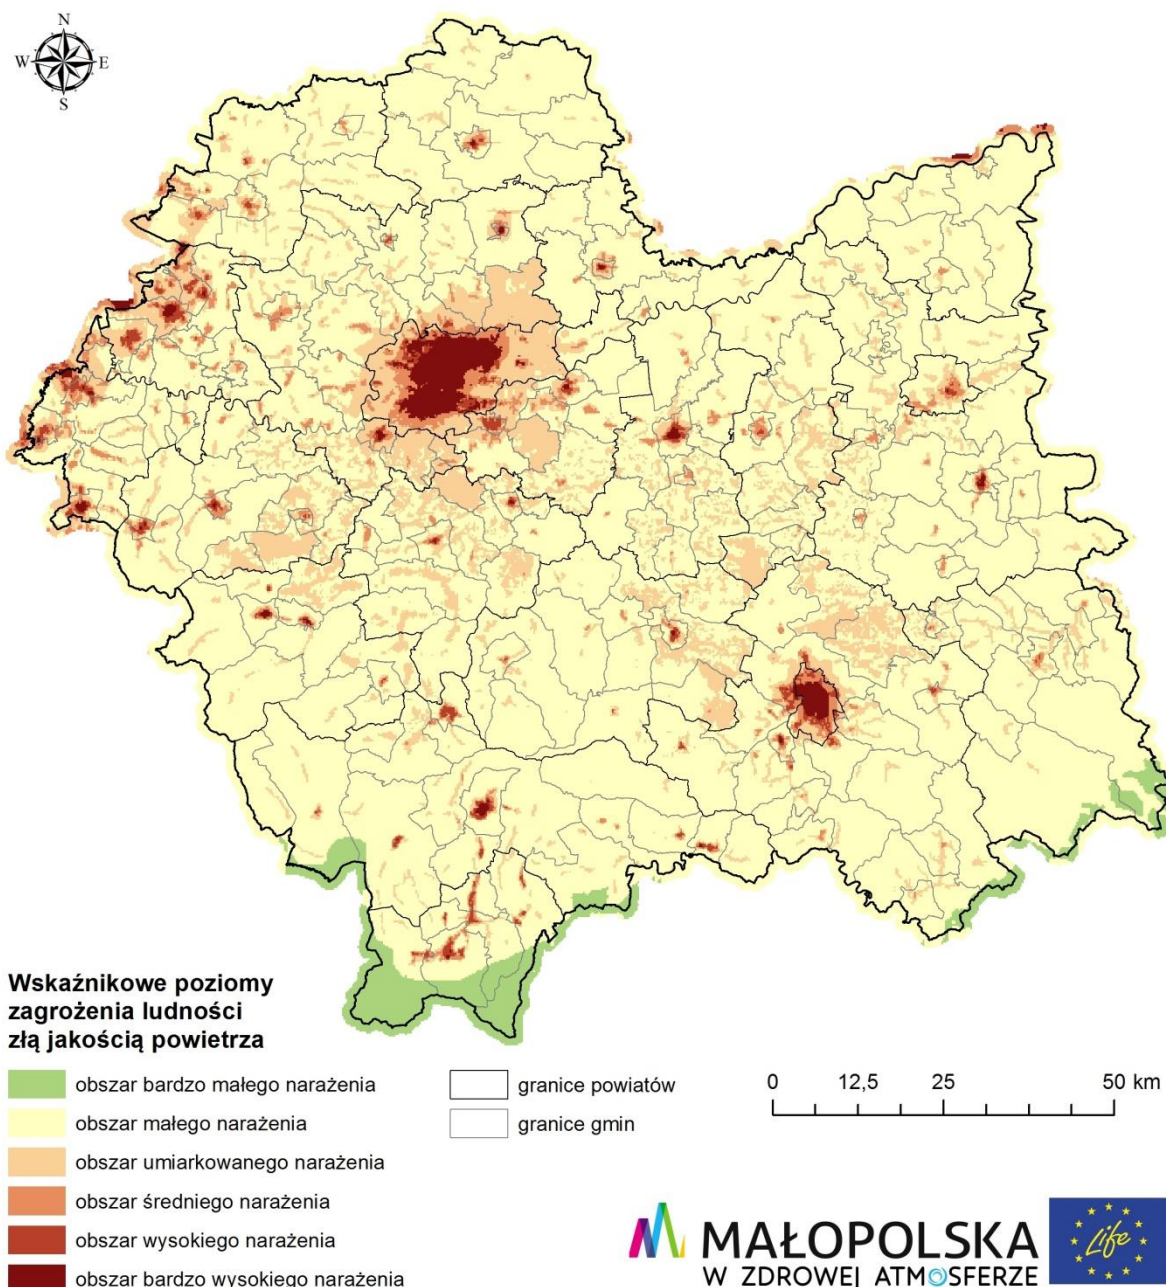 N
W E
S
Wskaźnikowe poziomy
zagrożenia ludności
złą jakością powietrza
obszar bardzo małego narażenia
obszar małego narażenia
obszar umiarkowanego narażenia
obszar średniego narażenia
obszar wysokiego narażenia
obszar bardzo wysokiego narażenia
granice powiatów
granice gmin
0 12,5 25 50 km
MAŁOPOLSKA
W ZDROWEJ ATMOSFERZE
Life